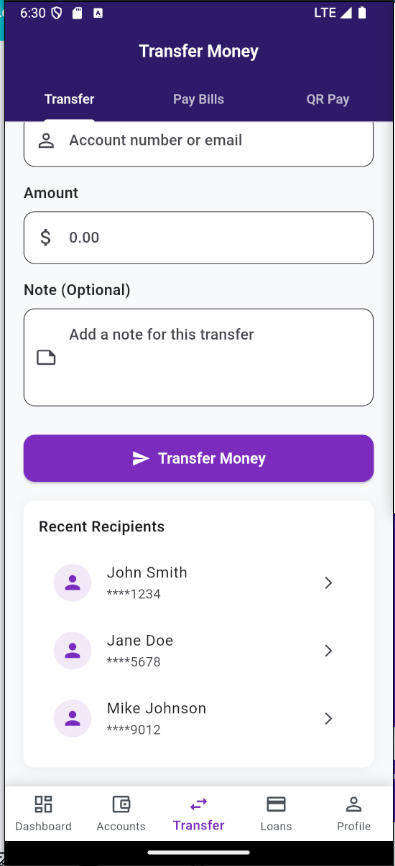 6:30
LTE
Transfer Money
Transfer
Pay Bills
QR Pay
Account number or email
Amount
$ 0.00
Note (Optional)
Add a note for this transfer
Transfer Money
Recent Recipients
John Smith
****1234
Jane Doe
****5678
Mike Johnson
****9012
Dashboard
Accounts
Transfer
Loans
Profile